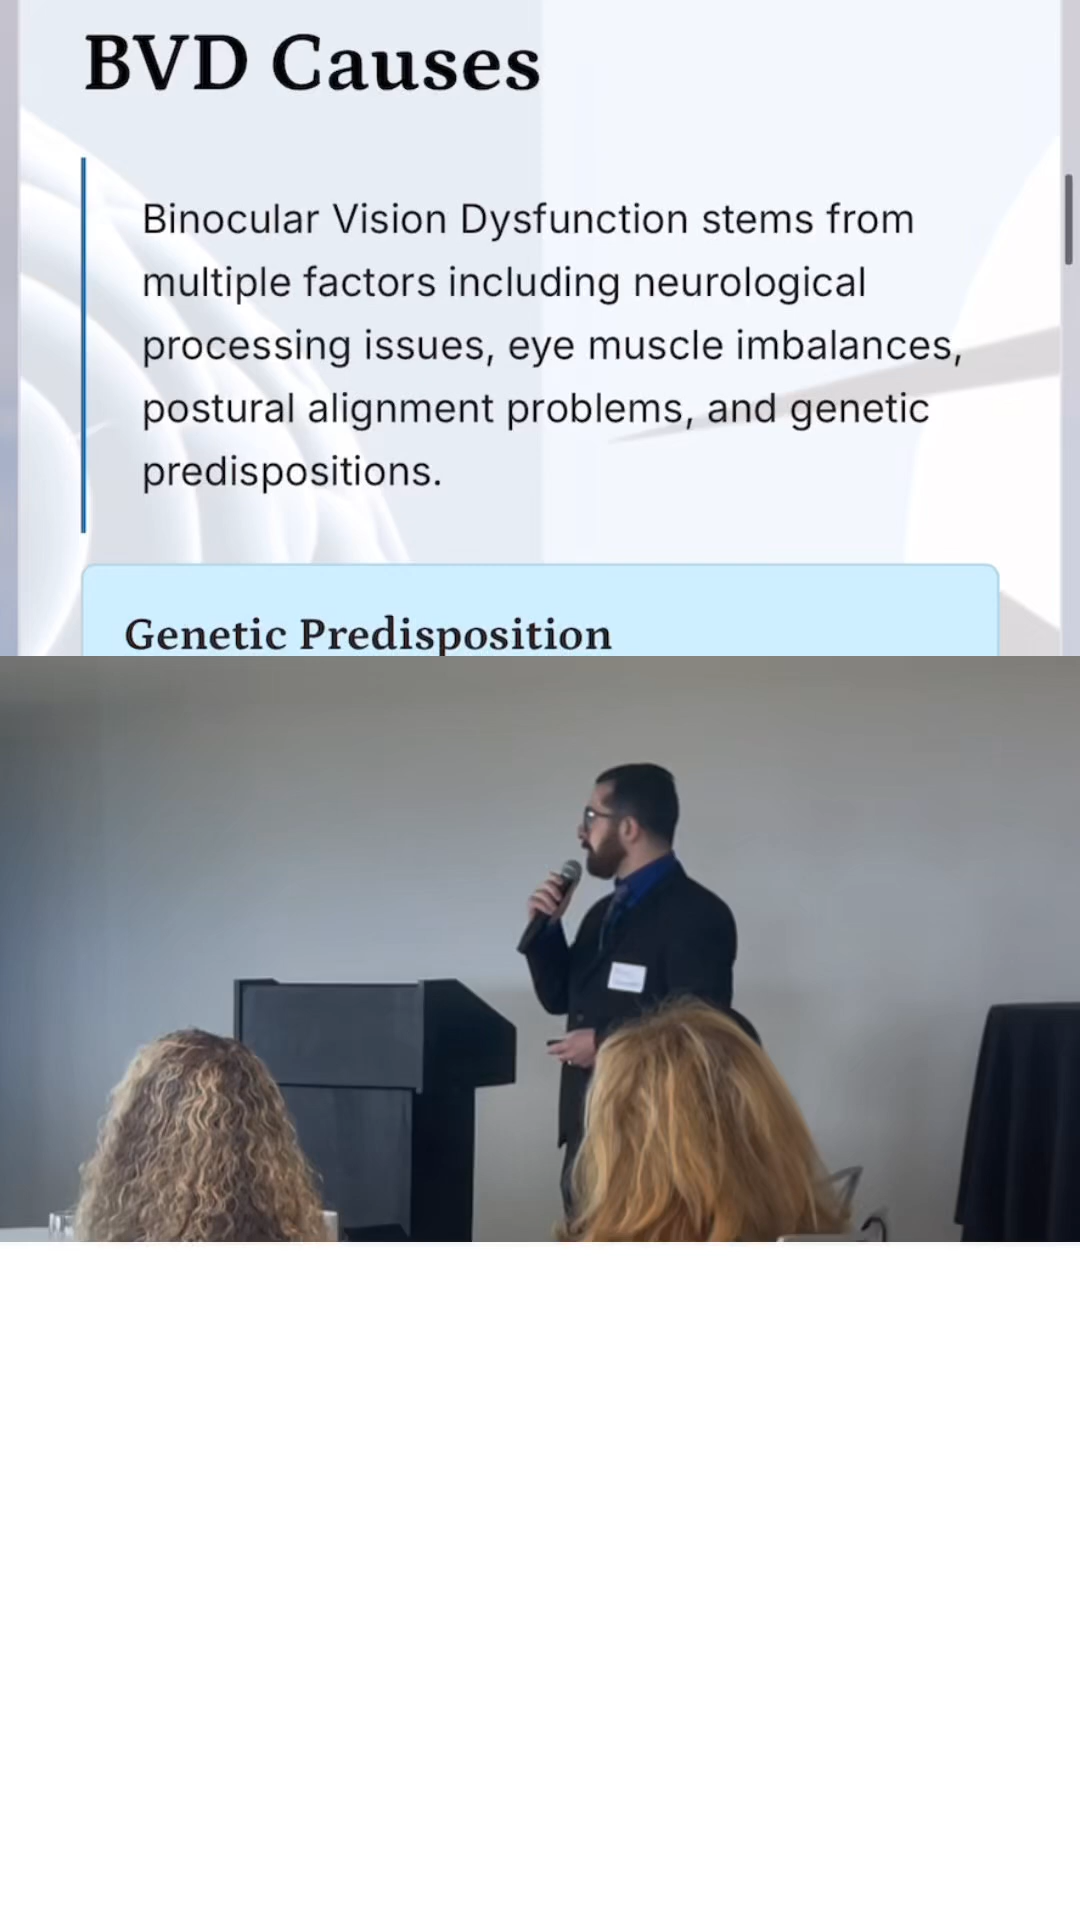 BVD Causes
Binocular Vision Dysfunction stems from
multiple factors including neurological
processing issues, eye muscle imbalances,
postural alignment problems, and genetic
predispositions.
Genetic Predisposition